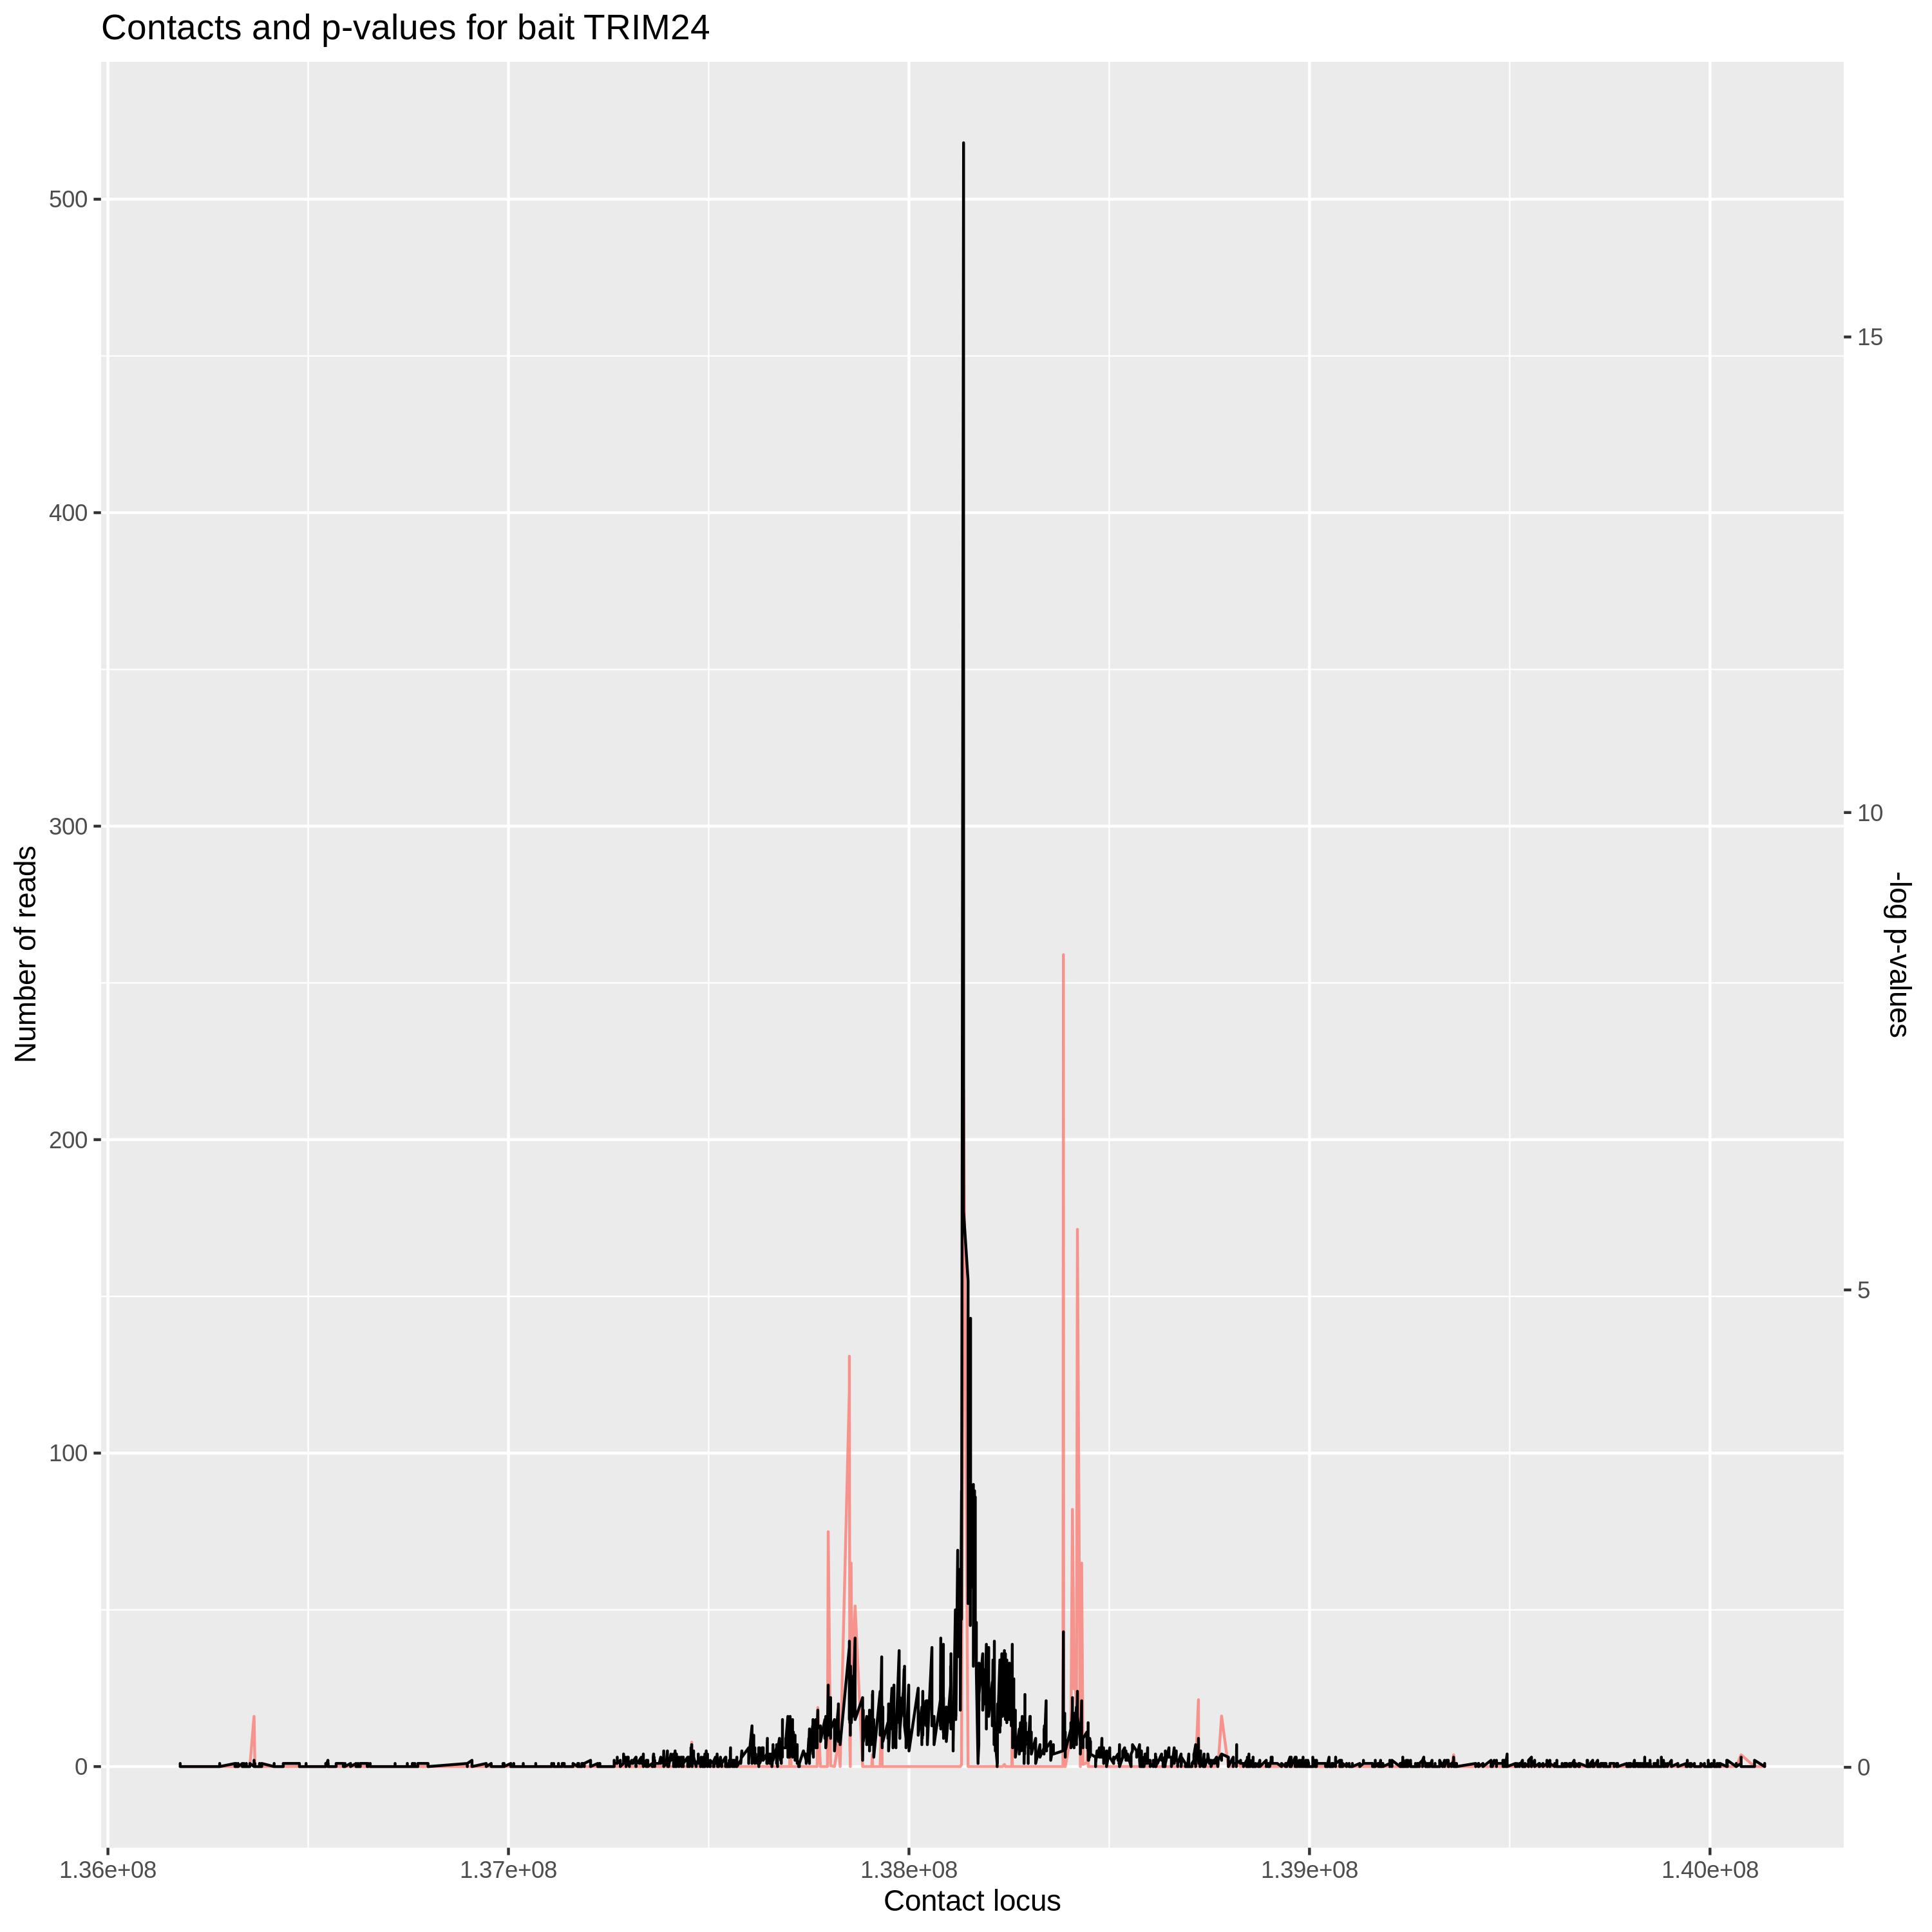 Contacts and p-values for bait TRIM24
500
400
300
200
100
0
Number of reads
15
10
5
0
-log p-values
1.36e+08 1.37e+08 1.38e+08 1.39e+08 1.40e+08
Contact locus